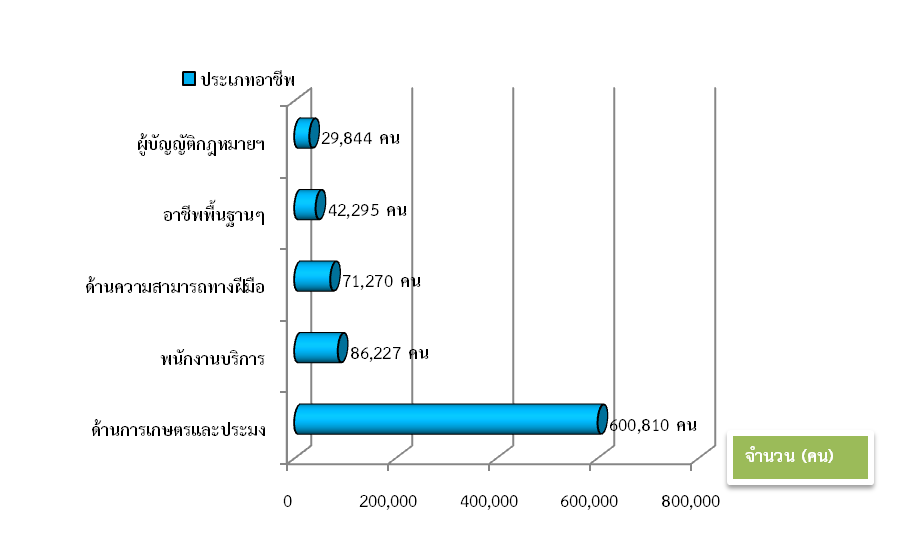 ประเภทอาชีพ
ผู้บัญญัติกฎหมายฯ
29,844 คน
อาชีพพื้นฐานๆ
42,295 คน
ด้านความสามารถทางฝีมือ
71,270 คน
พนักงานบริการ
86,227 คน
ด้านการเกษตรและประมง
600,810 คน
จำนวน (คน)
0 200,000 400,000 600,000 800,000